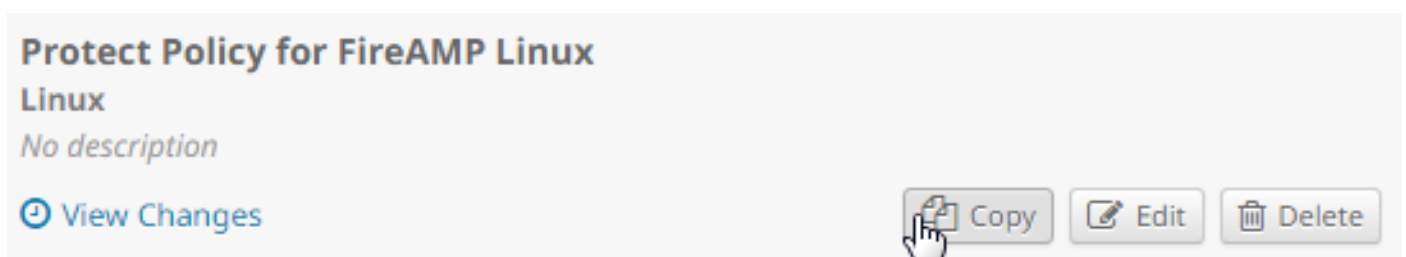 Protect Policy for FireAMP Linux
Linux
No description
View Changes Copy Edit Delete